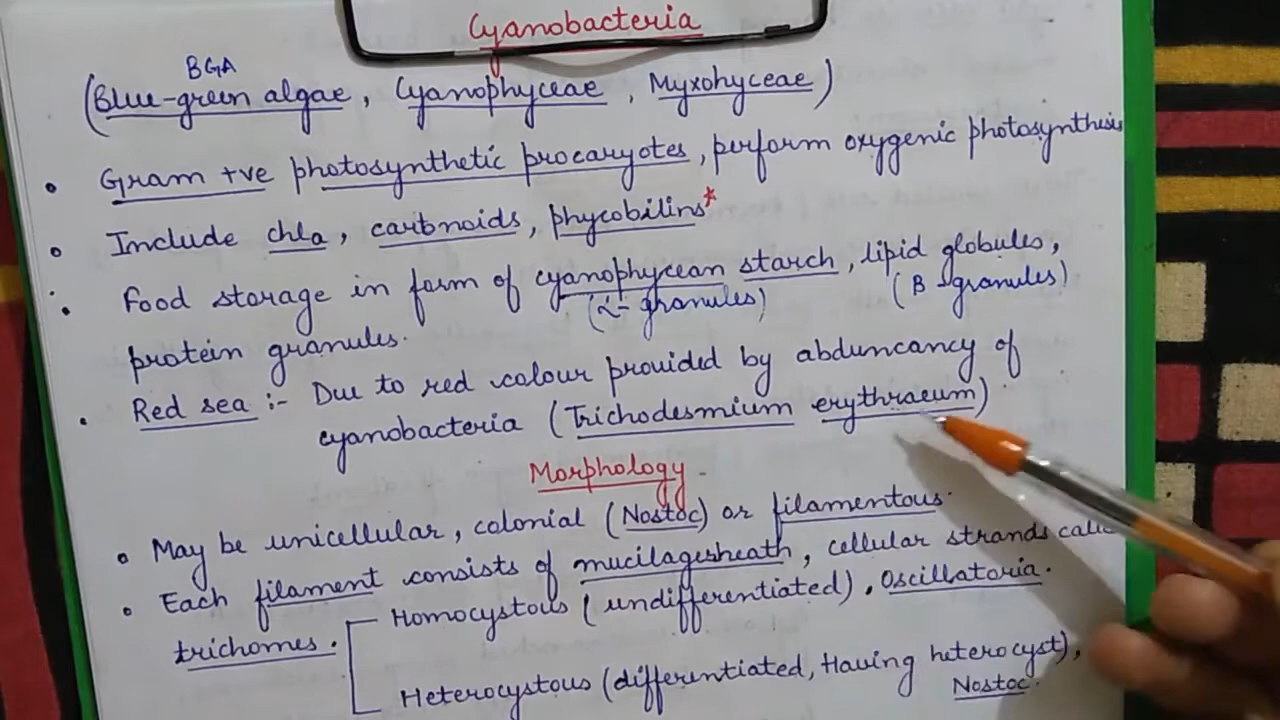 Cyanobacteria
BGA
(Blue-green algae, Cyanophyceae, Myxohyceae)
• Gram +ve photosynthetic procaryotes, perform oxygenic photosynthesis
• Include chla, carbnoids, phycobilins*
• Food storage in form of cyanophycean starch, lipid globules,
(α- granules) (B-granules)
protein granules.
• Red sea :- Due to red colour provided by abduncancy of
cyanobacteria (Trichodesmium erythraeum)
Morphology
• May be unicellular, colonial (Nostoc) or filamentous.
• Each filament consists of mucilagesheath, cellular strands
trichomes.
Homocystous (undifferentiated), Oscillatoria.
Heterocystous (differentiated, Having heterocyst),
Nostoc.